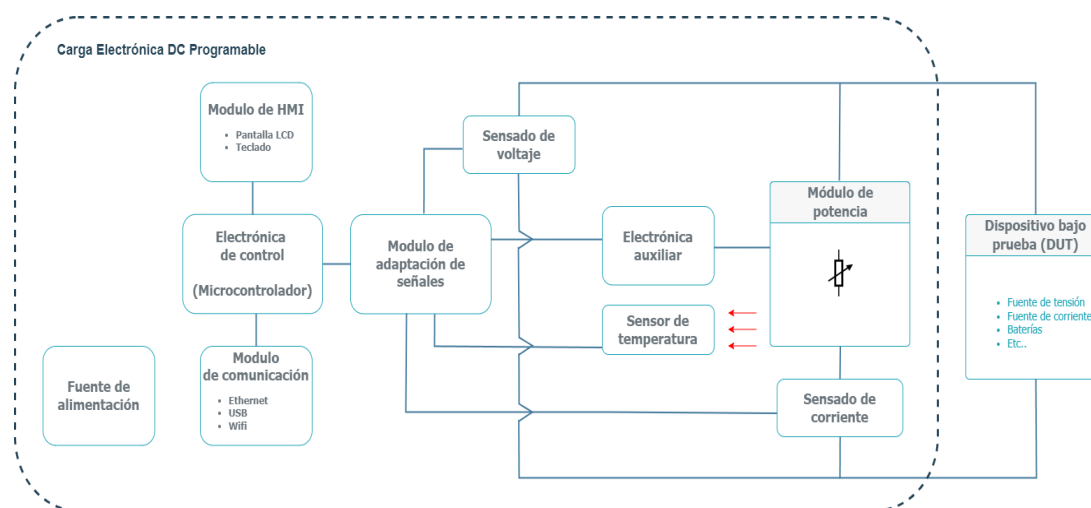 Carga Electrónica DC Programable
Modulo de HMI
• Pantalla LCD
• Teclado
Sensado de
voltaje
Módulo de
potencia
Electrónica
de control
(Microcontrolador)
Modulo de
adaptación de
señales
Electrónica
auxiliar
Dispositivo bajo
prueba (DUT)
• Fuente de tensión
• Fuente de corriente
• Baterías
• Etc..
Sensor de
temperatura
Fuente de
alimentación
Modulo
de comunicación
• Ethernet
• USB
• Wifi
Sensado de
corriente